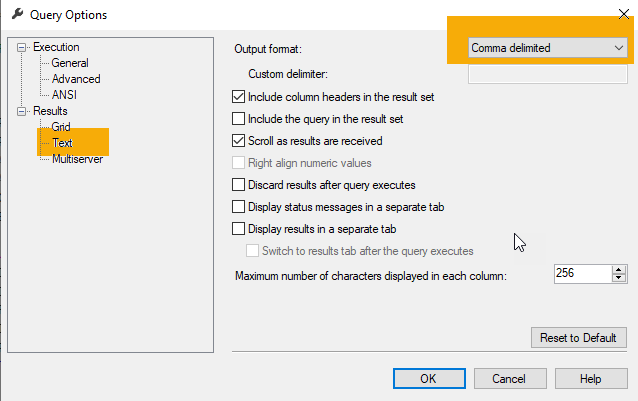 Query Options
Execution
General
Advanced
ANSI
Results
Grid
Text
Multiserver
Output format:
Comma delimited
Custom delimiter:
Include column headers in the result set
Include the query in the result set
Scroll as results are received
Right align numeric values
Discard results after query executes
Display status messages in a separate tab
Display results in a separate tab
Switch to results tab after the query executes
Maximum number of characters displayed in each column:
256
Reset to Default
OK
Cancel
Help